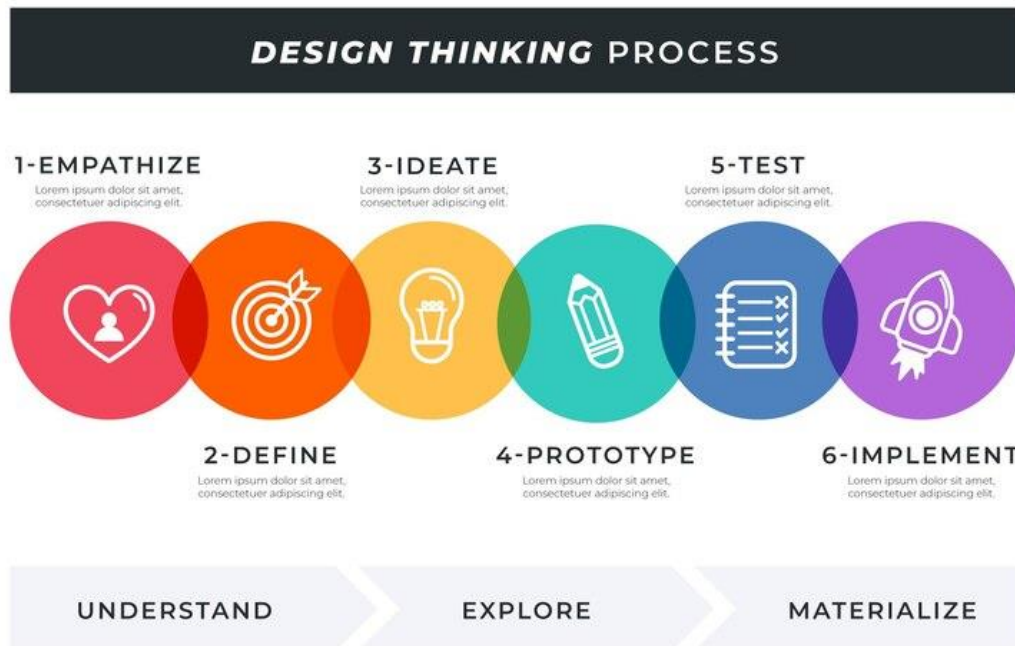 DESIGN THINKING PROCESS
1-EMPATHIZE
Lorem ipsum dolor sit amet,
consectetuer adipiscing elit.
2-DEFINE
Lorem ipsum dolor sit amet,
consectetuer adipiscing elit.
3-IDEATE
Lorem ipsum dolor sit amet,
consectetuer adipiscing elit.
4-PROTOTYPE
Lorem ipsum dolor sit amet,
consectetuer adipiscing elit.
5-TEST
Lorem ipsum dolor sit amet,
consectetuer adipiscing elit.
6-IMPLEMENT
Lorem ipsum dolor sit amet,
consectetuer adipiscing elit.
UNDERSTAND
EXPLORE
MATERIALIZE